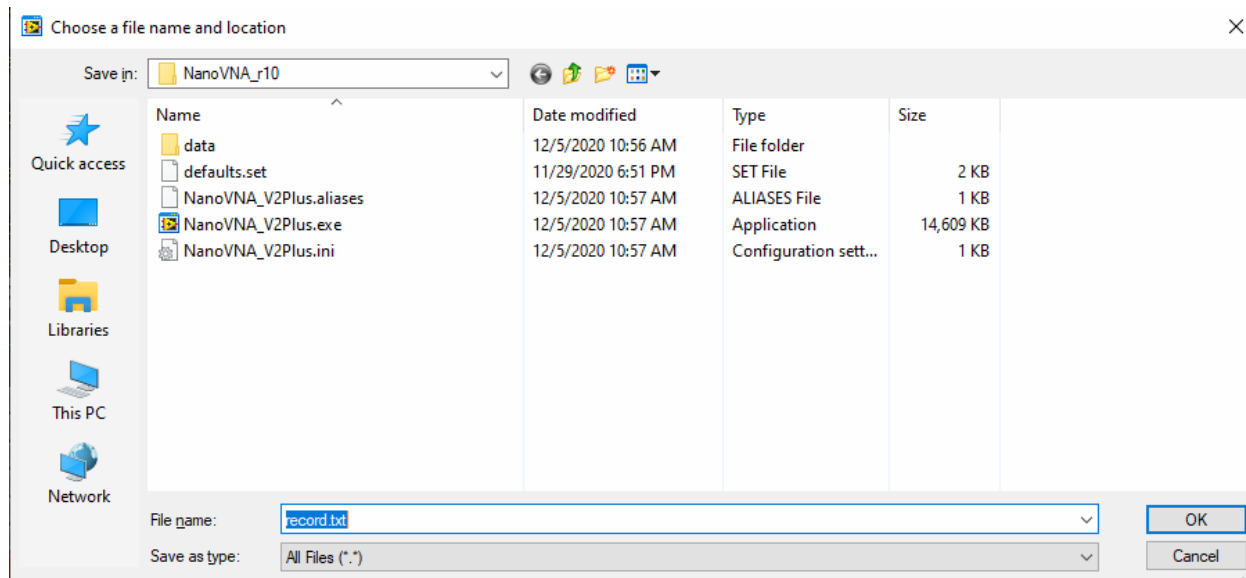 Choose a file name and location
Save in: NanoVNA_r10
Name Date modified Type Size
data 12/5/2020 10:56 AM File folder
defaults.set 11/29/2020 6:51 PM SET File 2 KB
NanoVNA_V2Plus.aliases 12/5/2020 10:57 AM ALIASES File 1 KB
NanoVNA_V2Plus.exe 12/5/2020 10:57 AM Application 14,609 KB
NanoVNA_V2Plus.ini 12/5/2020 10:57 AM Configuration sett... 1 KB
Quick access
Desktop
Libraries
This PC
Network
File name: record.txt OK
Save as type: All Files (*.*) Cancel